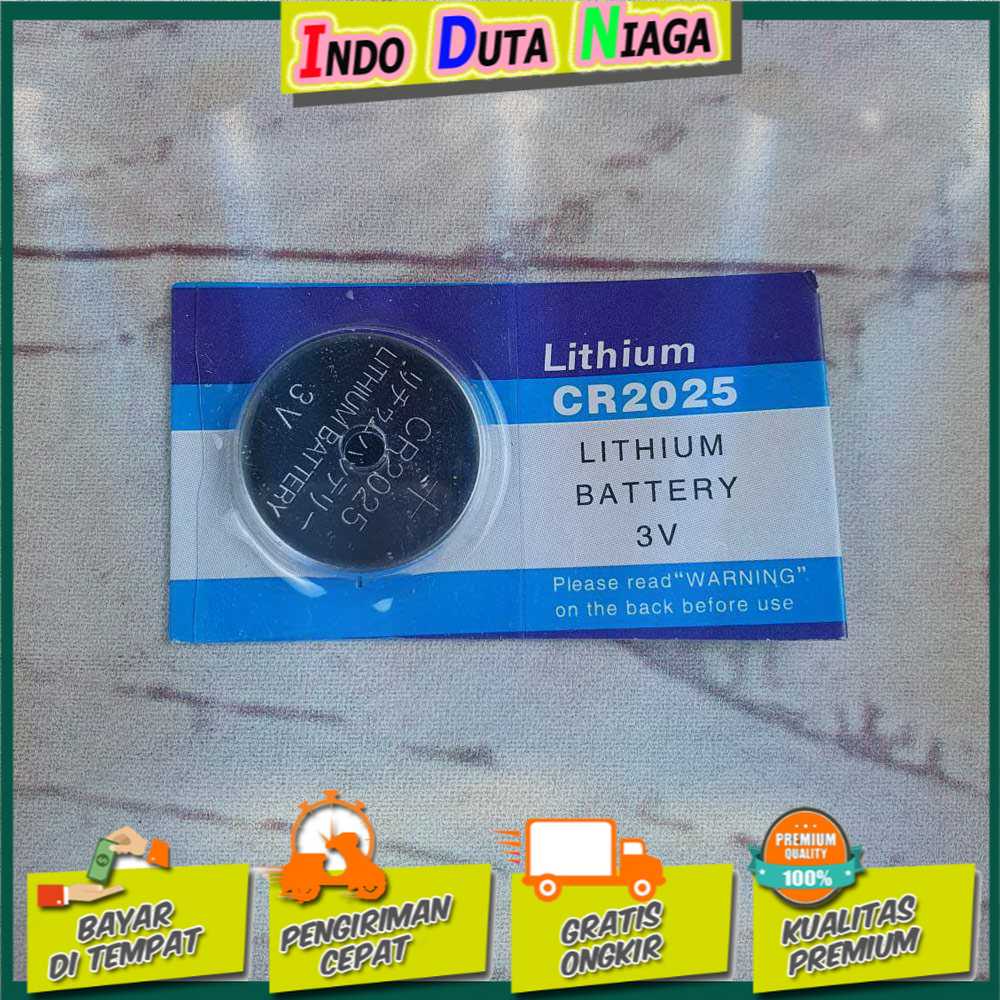 INDO DUTA NIAGA
Lithium
CR2025
LITHIUM
BATTERY
3V
Please read "WARNING"
on the back before use
+
CR2025
LITHIUM BATTERY
3V
BAYAR
DI TEMPAT
PENGIRIMAN
CEPAT
GRATIS
ONGKIR
PREMIUM
QUALITY
100%
KUALITAS
PREMIUM